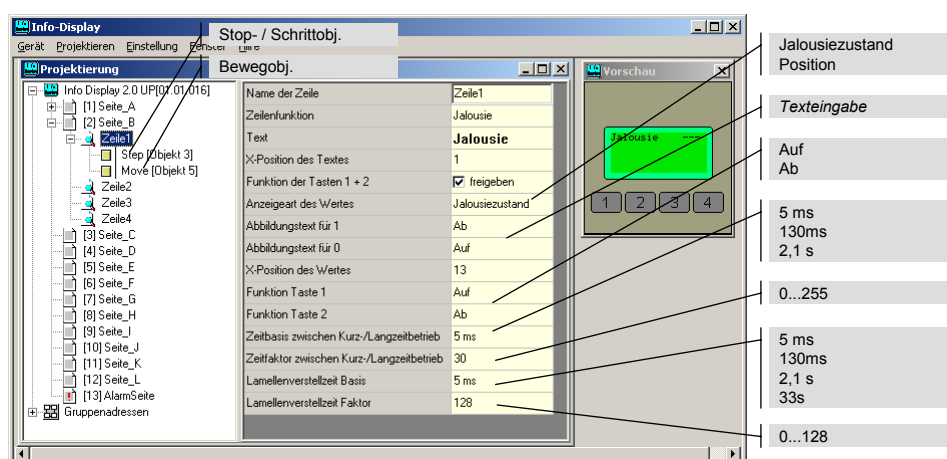 Info-Display
Gerät Projektieren Einstellung Fenster Hilfe
Stop- / Schrittobj.
Bewegobj.
Projektierung
Info Display 2.0 UP[01.01.016]
[1] Seite_A
[2] Seite_B
Zeile1
Step [Objekt 3]
Move [Objekt 5]
Zeile2
Zeile3
Zeile4
[3] Seite_C
[4] Seite_D
[5] Seite_E
[6] Seite_F
[7] Seite_G
[8] Seite_H
[9] Seite_I
[10] Seite_J
[11] Seite_K
[12] Seite_L
[13] AlarmSeite
Gruppenadressen
Name der Zeile Zeile1
Zeilenfunktion Jalousie
Text Jalousie
X-Position des Textes 1
Funktion der Tasten 1 + 2 freigeben
Anzeigeart des Wertes Jalousiezustand
Abbildungstext für 1 Ab
Abbildungstext für 0 Auf
X-Position des Wertes 13
Funktion Taste 1 Auf
Funktion Taste 2 Ab
Zeitbasis zwischen Kurz-/Langzeitbetrieb 5 ms
Zeitfaktor zwischen Kurz-/Langzeitbetrieb 30
Lamellenverstellzeit Basis 5 ms
Lamellenverstellzeit Faktor 128
Vorschau
Jalousie ---
1 2 3 4
Jalousiezustand
Position
Texteingabe
Auf
Ab
5 ms
130ms
2,1 s
0...255
5 ms
130ms
2,1 s
33s
0...128